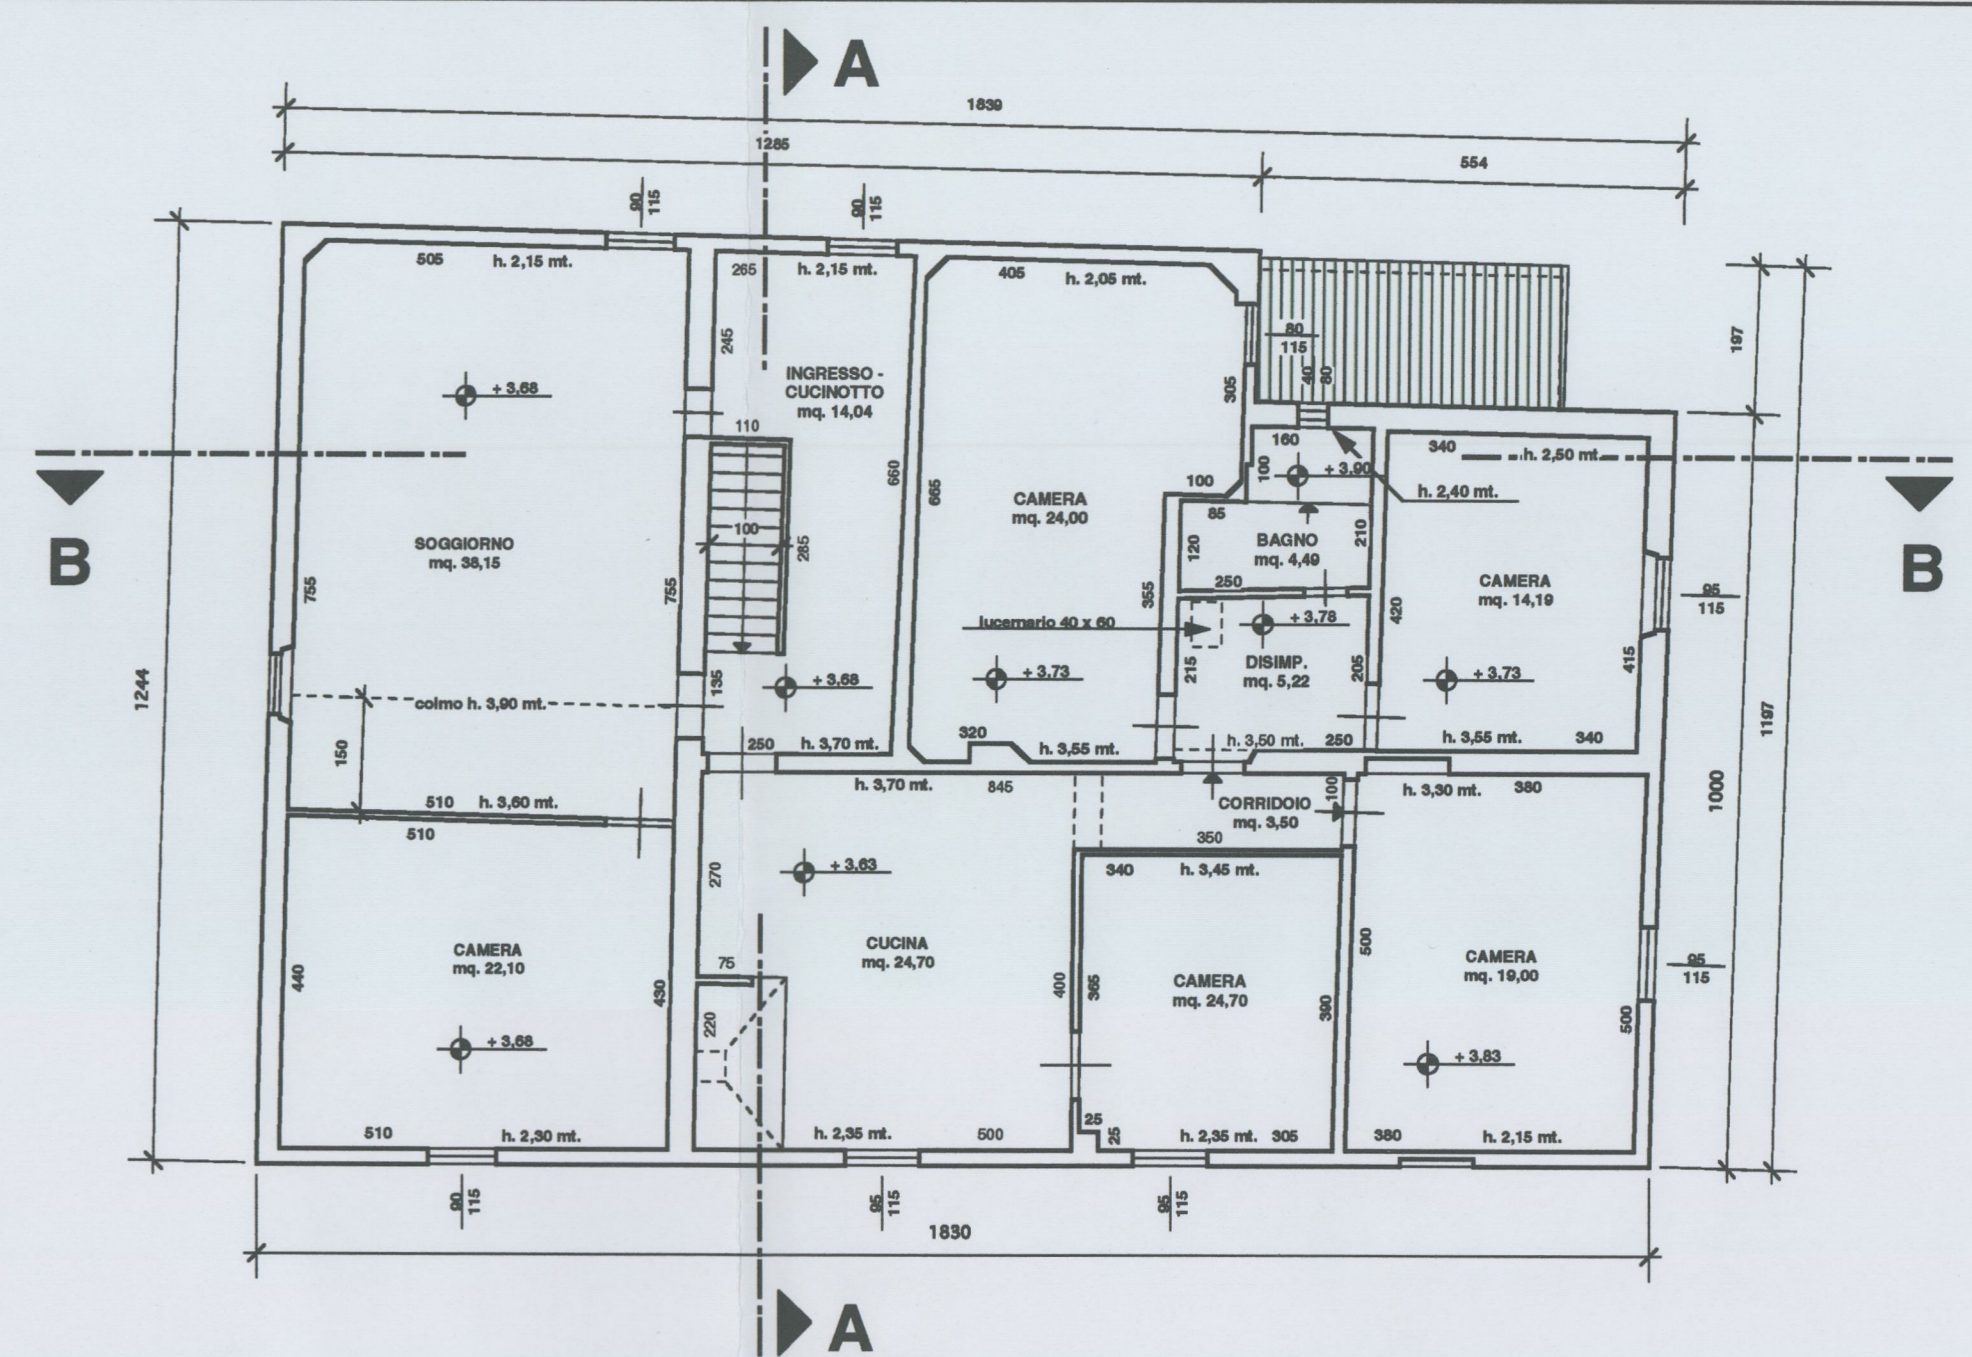 A
1839
1285
554
90
115
90
115
505
h. 2,15 mt.
265
h. 2,15 mt.
405
h. 2,05 mt.
197
245
80
115
40
80
305
INGRESSO -
CUCINOTTO
mq. 14,04
+ 3,68
110
160
340
h. 2,50 mt.
100
+ 3,90
h. 2,40 mt.
660
665
100
85
CAMERA
mq. 24,00
B
B
SOGGIORNO
mq. 38,15
100
285
120
BAGNO
mq. 4,49
210
CAMERA
mq. 14,19
95
115
755
755
355
250
420
lucernario 40 x 60
+ 3,78
DISIMP.
mq. 5,22
215
205
415
1244
135
+ 3,68
+ 3,73
+ 3,73
colmo h. 3,90 mt.
150
250
h. 3,70 mt.
320
h. 3,55 mt.
h. 3,50 mt.
250
h. 3,55 mt.
340
1197
1000
510
h. 3,60 mt.
510
h. 3,70 mt.
845
CORRIDOIO
mq. 3,50
100
h. 3,30 mt.
380
350
270
+ 3,63
340
h. 3,45 mt.
CAMERA
mq. 22,10
CUCINA
mq. 24,70
CAMERA
mq. 24,70
CAMERA
mq. 19,00
500
95
115
75
440
430
400
365
390
500
220
+ 3,68
+ 3,83
510
h. 2,30 mt.
h. 2,35 mt.
500
25
25
h. 2,35 mt.
305
380
h. 2,15 mt.
90
115
95
115
95
115
1830
A